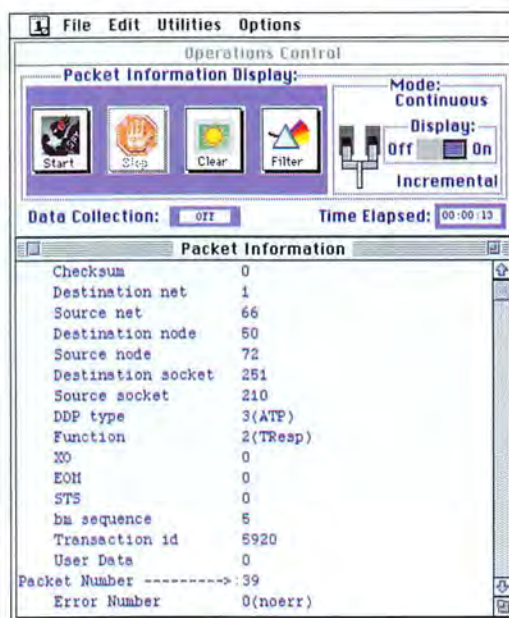 File Edit Utilities Options
Operations Control
Packet Information Display:
Mode:
Continuous
Start
Stop
Clear
Filter
Display:
Off On
Incremental
Data Collection: Off
Time Elapsed: 00:00:13
Packet Information
Checksum 0
Destination net 1
Source net 66
Destination node 50
Source node 72
Destination socket 251
Source socket 210
DDP type 3(ATP)
Function 2(TResp)
XO 0
EOM 0
STS 0
bm sequence 5
Transaction id 5920
User Data 0
Packet Number --------->:39
Error Number 0(noerr)